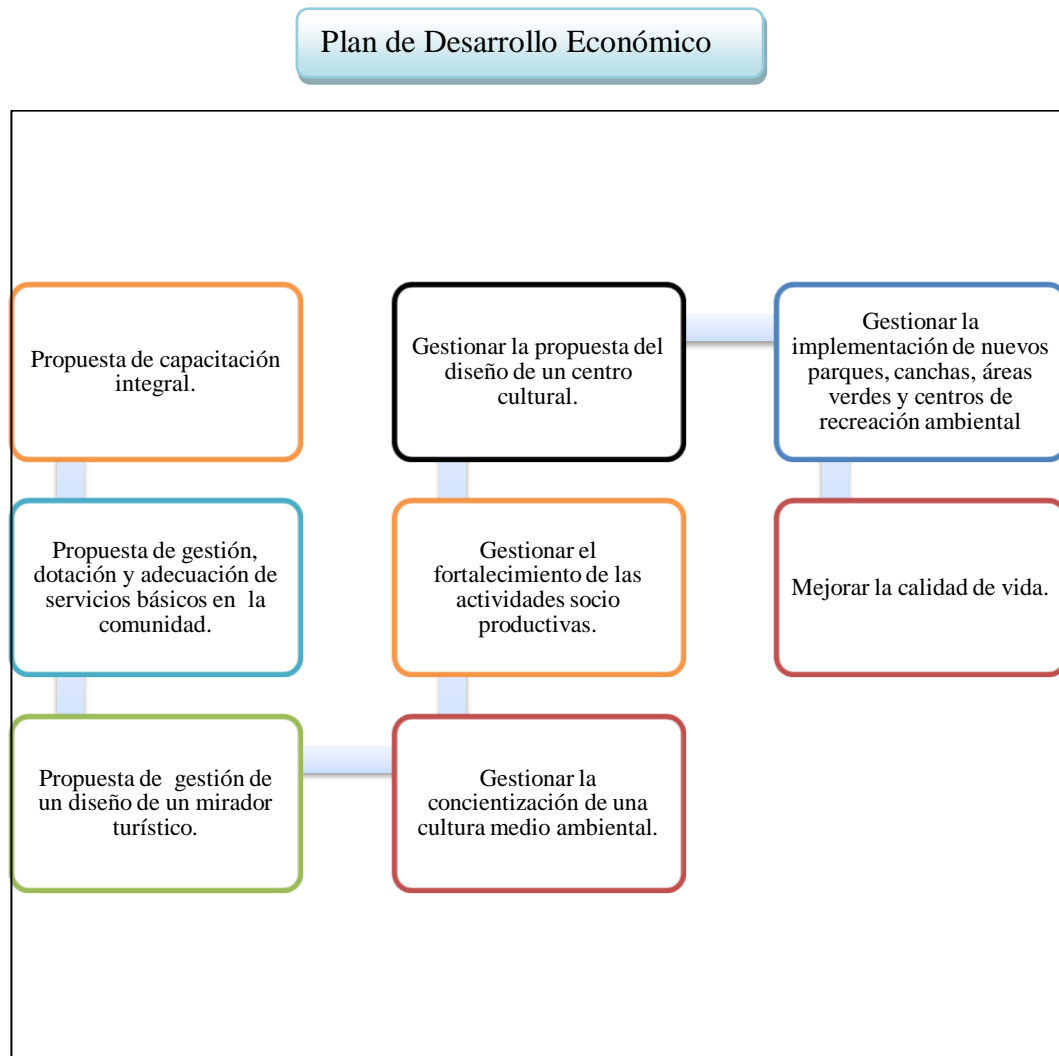 Plan de Desarrollo Económico
Propuesta de capacitación
integral.
Propuesta de gestión,
dotación y adecuación de
servicios básicos en la
comunidad.
Propuesta de gestión de
un diseño de un mirador
turístico.
Gestionar la
concientización de una
cultura medio ambiental.
Gestionar el
fortalecimiento de las
actividades socio
productivas.
Gestionar la propuesta del
diseño de un centro
cultural.
Gestionar la
implementación de nuevos
parques, canchas, áreas
verdes y centros de
recreación ambiental
Mejorar la calidad de vida.